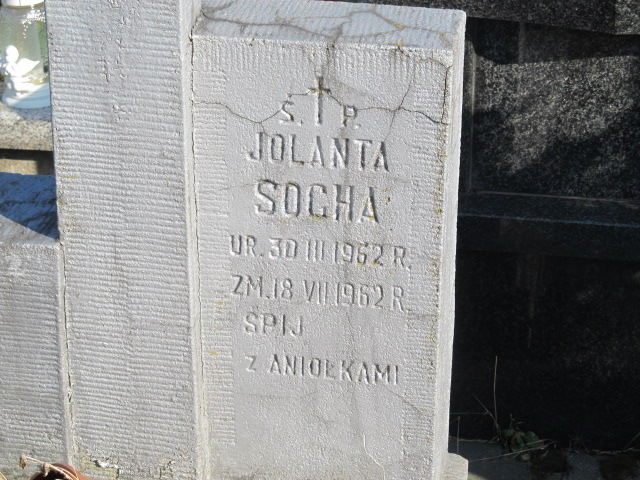 Ś. † P.
JOLANTA
SOCHA
UR. 30 III 1962 R.
ZM. 18 VII 1962 R.
ŚPIJ
Z ANIOŁKAMI